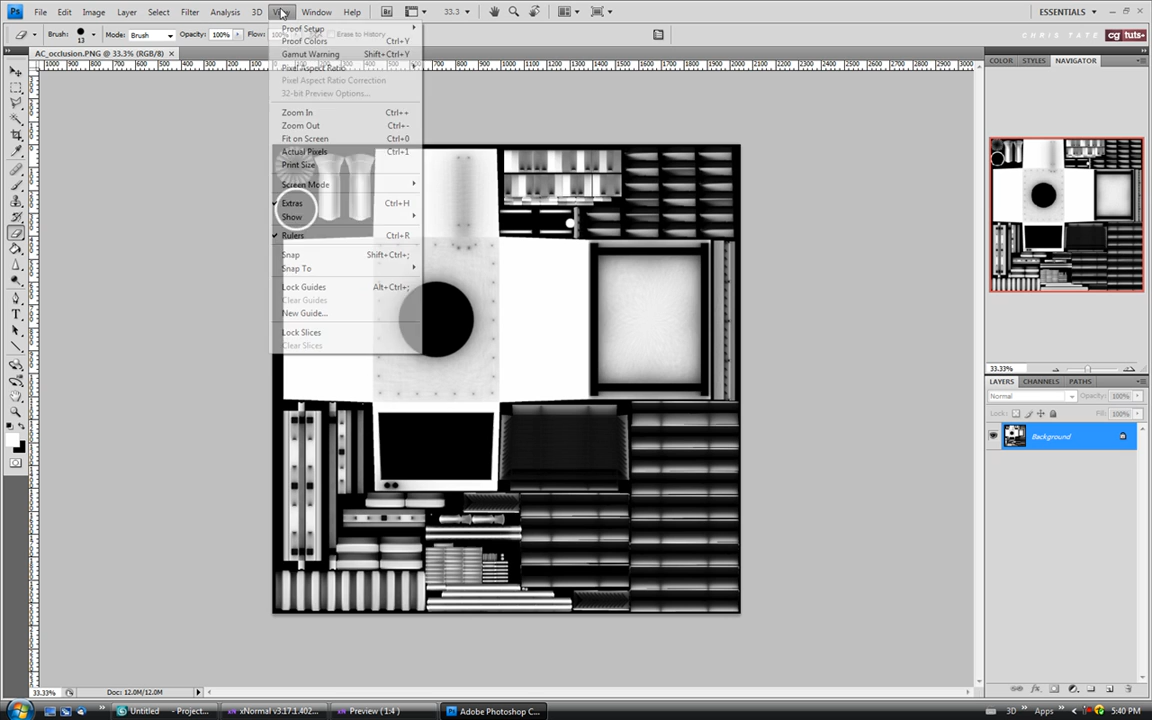 Ps File Edit Image Layer Select Filter Analysis 3D View Window Help Br 33.3 ESSENTIALS
Brush: 13 Mode: Brush Opacity: 100% Flow: 100% Erase to History CHRIS TATE cg tuts+
AC_occlusion.PNG @ 33.3% (RGB/8)
COLOR STYLES NAVIGATOR
Proof Setup
Proof Colors Ctrl+Y
Gamut Warning Shift+Ctrl+Y
Pixel Aspect Ratio
Pixel Aspect Ratio Correction
32-bit Preview Options...
Zoom In Ctrl++
Zoom Out Ctrl+-
Fit on Screen Ctrl+0
Actual Pixels Ctrl+1
Print Size
Screen Mode
Extras Ctrl+H
Show
Rulers Ctrl+R
Snap Shift+Ctrl+;
Snap To
Lock Guides Alt+Ctrl+;
Clear Guides
New Guide...
Lock Slices
Clear Slices
33.33%
LAYERS CHANNELS PATHS
Normal Opacity: 100%
Lock: Fill: 100%
Background
33.33% Doc: 12.0M/12.0M
Untitled - Project... xNormal v3.17.1.402... Preview (1:4) Adobe Photoshop C... 3D Apps 5:40 PM